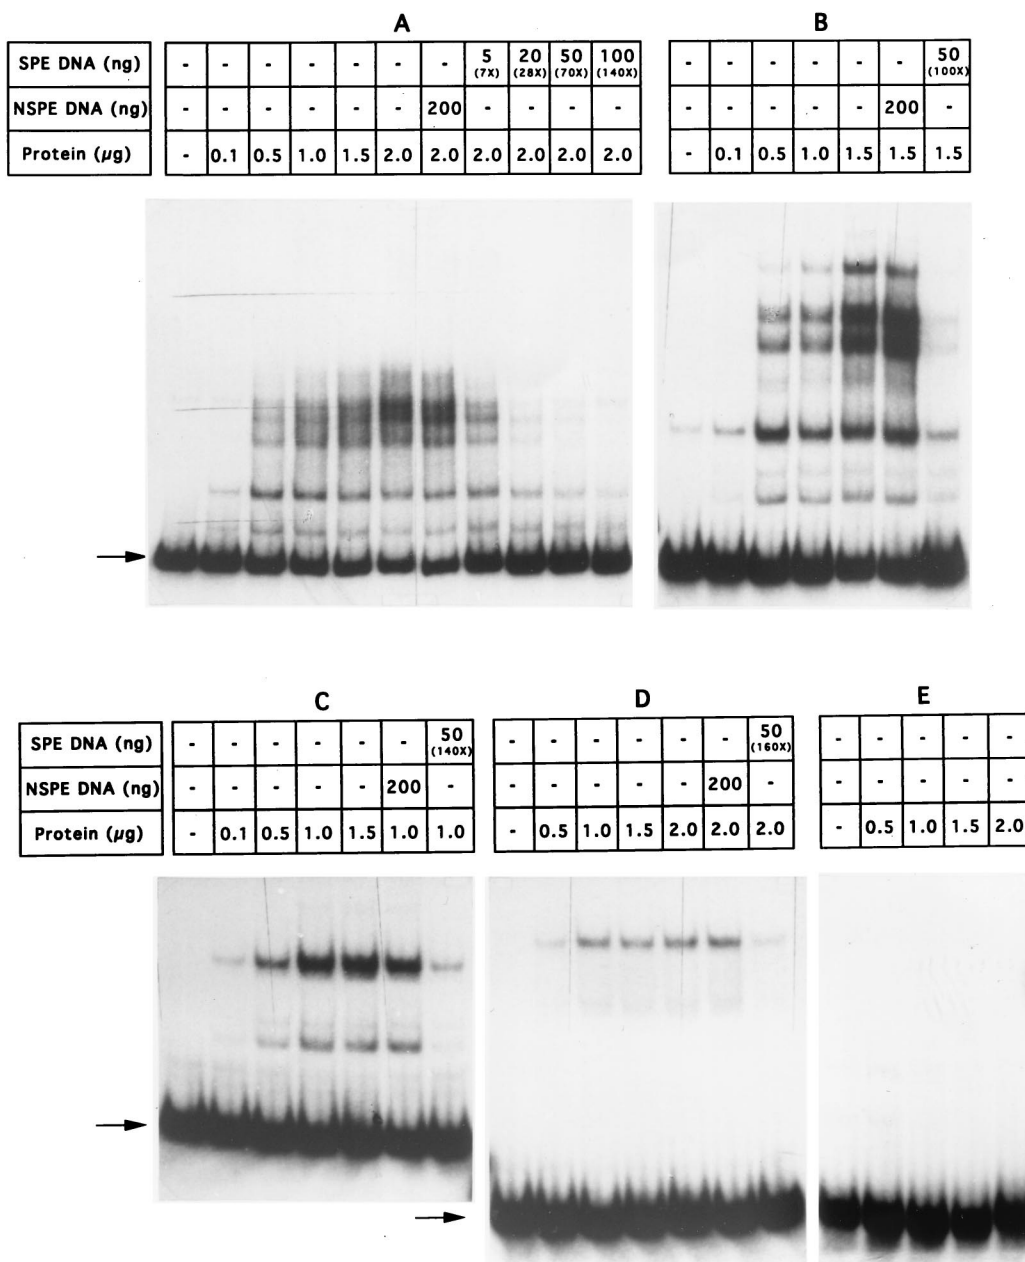 A
SPE DNA (ng) - - - - - - - 5 20 50 100
(7X) (28X) (70X) (140X)
NSPE DNA (ng) - - - - - - 200 - - - -
Protein (µg) - 0.1 0.5 1.0 1.5 2.0 2.0 2.0 2.0 2.0 2.0
B
- - - - - - 50
(100X)
- - - - - 200 -
- 0.1 0.5 1.0 1.5 1.5 1.5
C
SPE DNA (ng) - - - - - - 50
(140X)
NSPE DNA (ng) - - - - - 200 -
Protein (µg) - 0.1 0.5 1.0 1.5 1.0 1.0
D
- - - - - - 50
(160X)
- - - - - 200 -
- 0.5 1.0 1.5 2.0 2.0 2.0
E
- - - - -
- - - - -
- 0.5 1.0 1.5 2.0